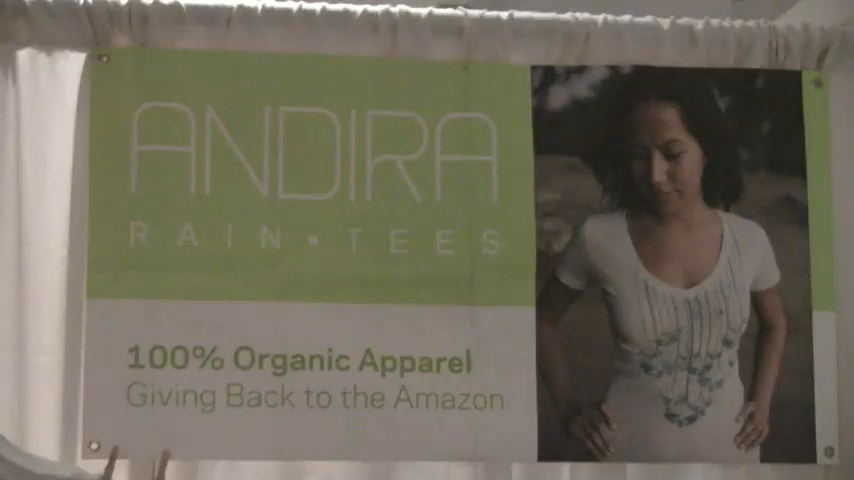 ANDIRA
RAIN • TEES
100% Organic Apparel
Giving Back to the Amazon